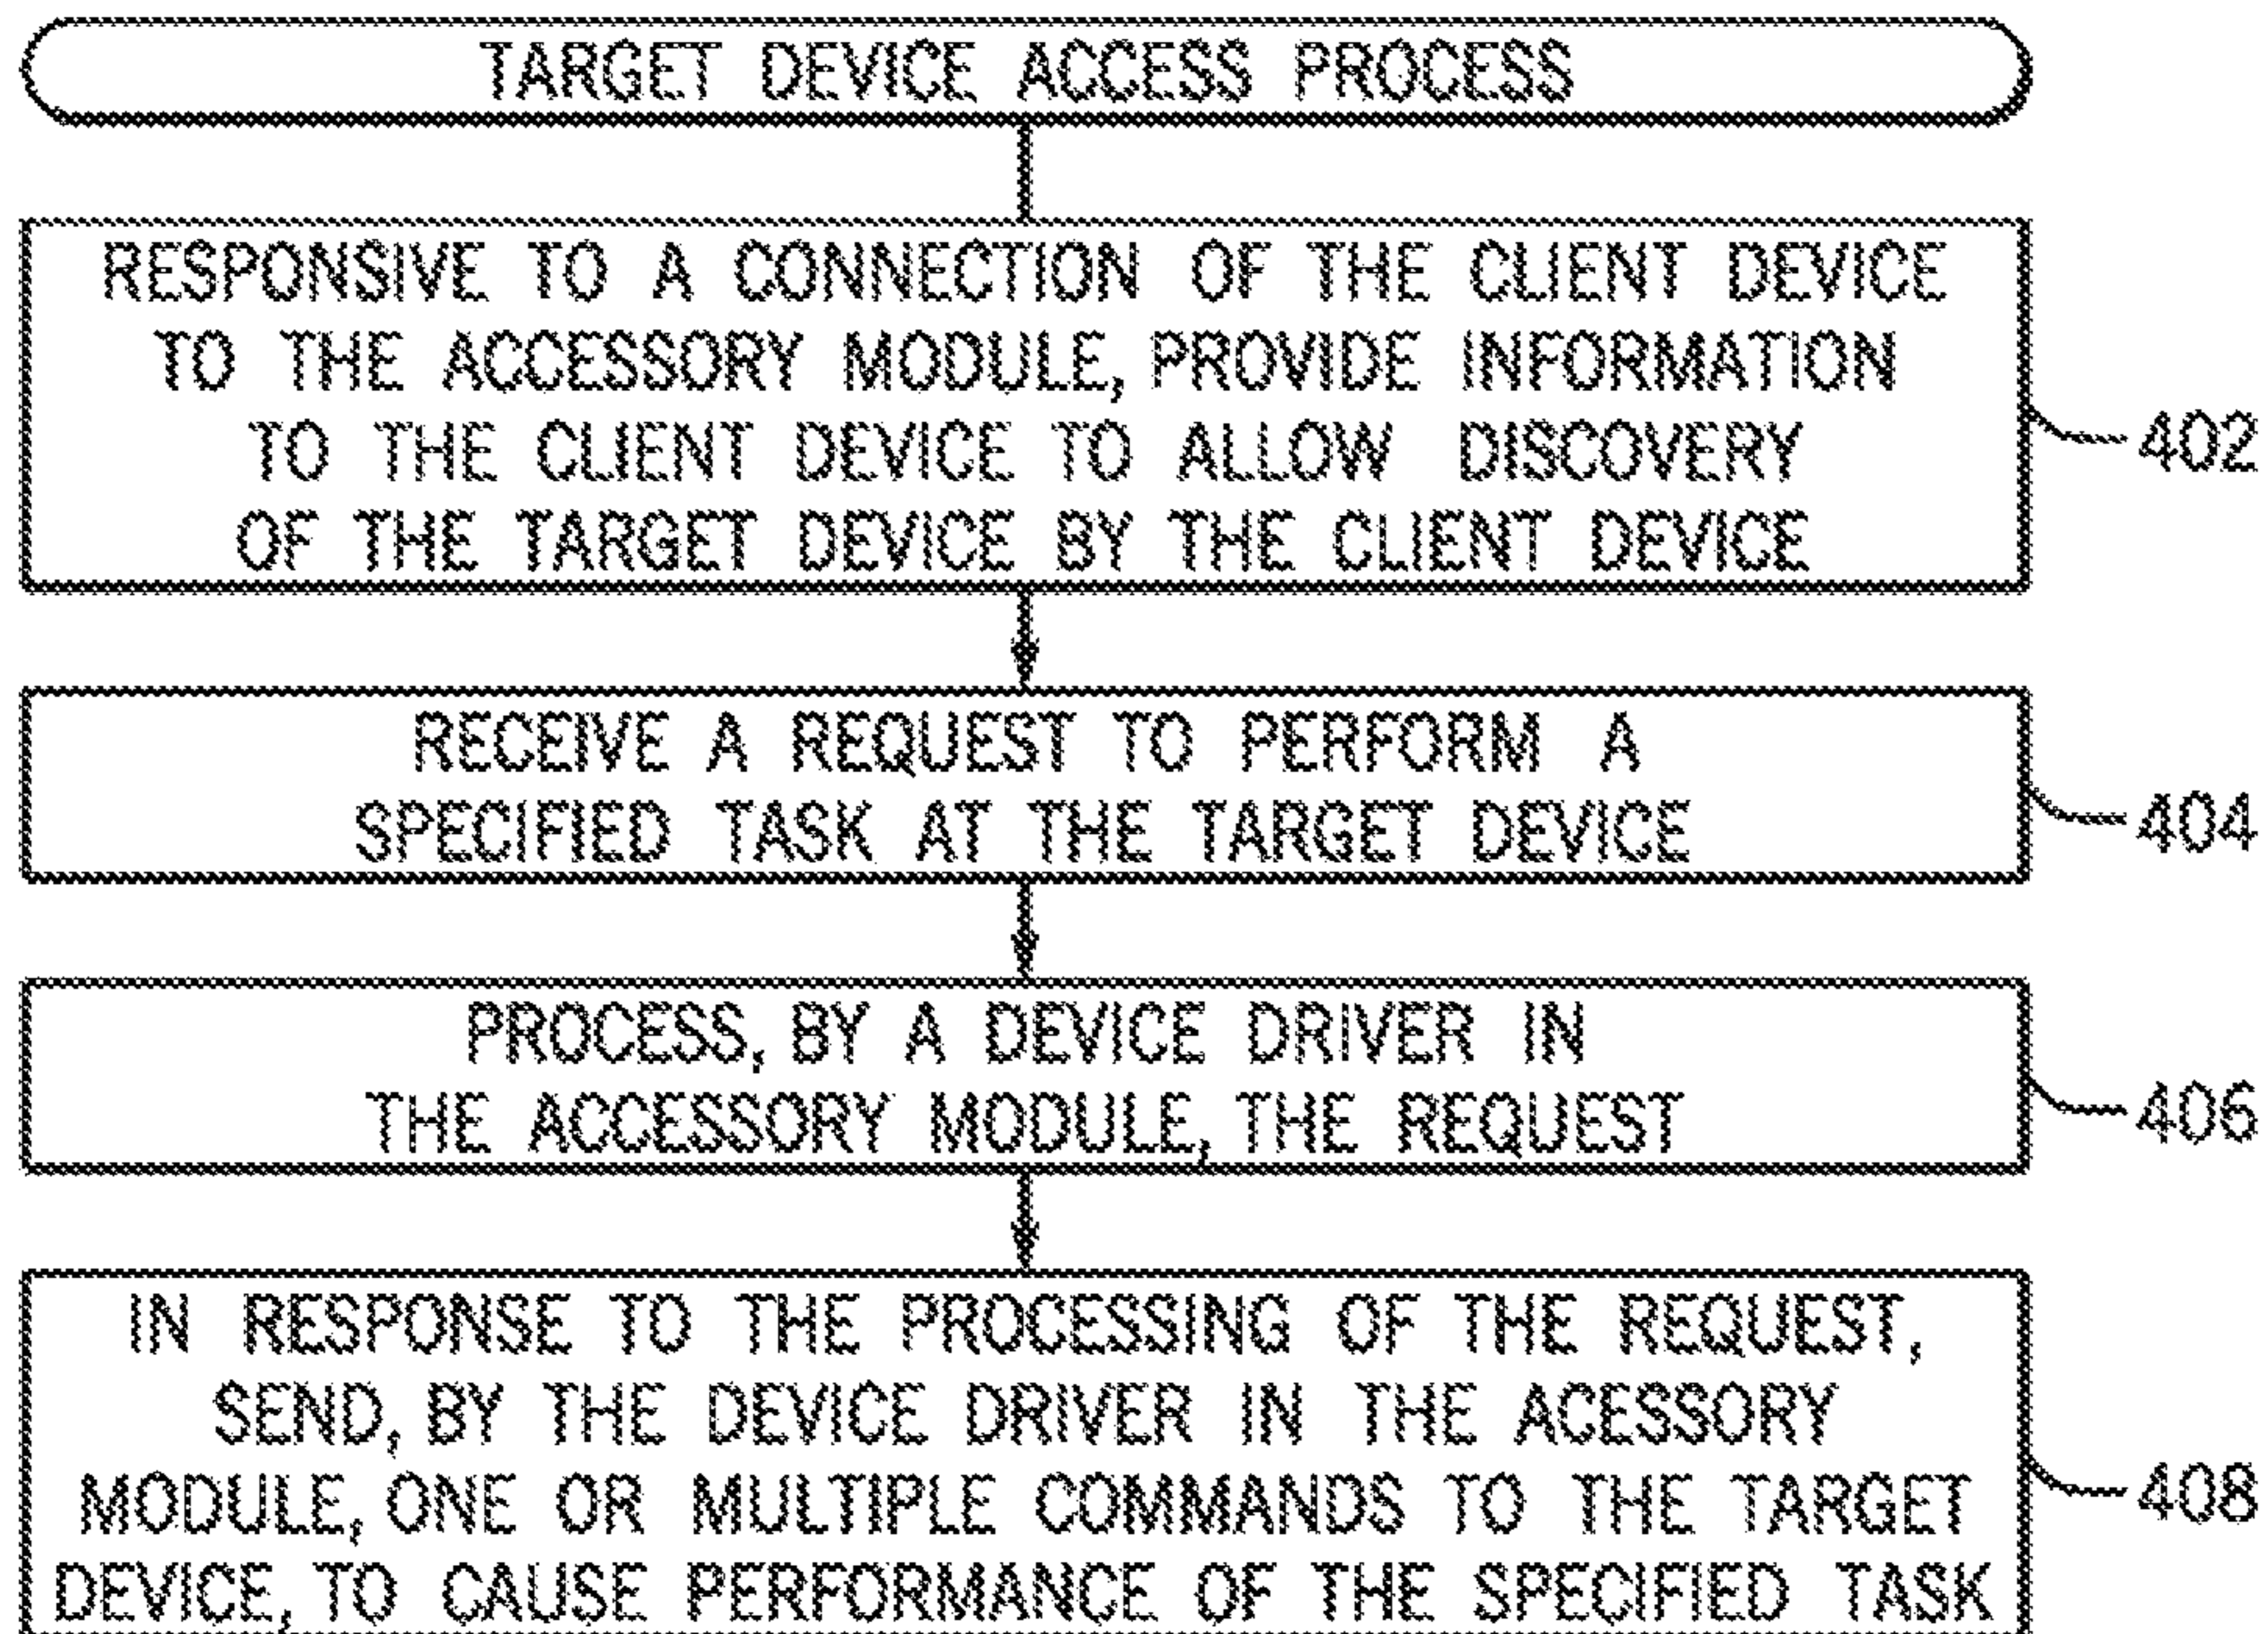 TARGET DEVICE ACCESS PROCESS
RESPONSIVE TO A CONNECTION OF THE CLIENT DEVICE
TO THE ACCESSORY MODULE, PROVIDE INFORMATION
TO THE CLIENT DEVICE TO ALLOW DISCOVERY
OF THE TARGET DEVICE BY THE CLIENT DEVICE
402
RECEIVE A REQUEST TO PERFORM A
SPECIFIED TASK AT THE TARGET DEVICE
404
PROCESS, BY A DEVICE DRIVER IN
THE ACCESSORY MODULE, THE REQUEST
406
IN RESPONSE TO THE PROCESSING OF THE REQUEST,
SEND, BY THE DEVICE DRIVER IN THE ACESSORY
MODULE, ONE OR MULTIPLE COMMANDS TO THE TARGET
DEVICE, TO CAUSE PERFORMANCE OF THE SPECIFIED TASK
408